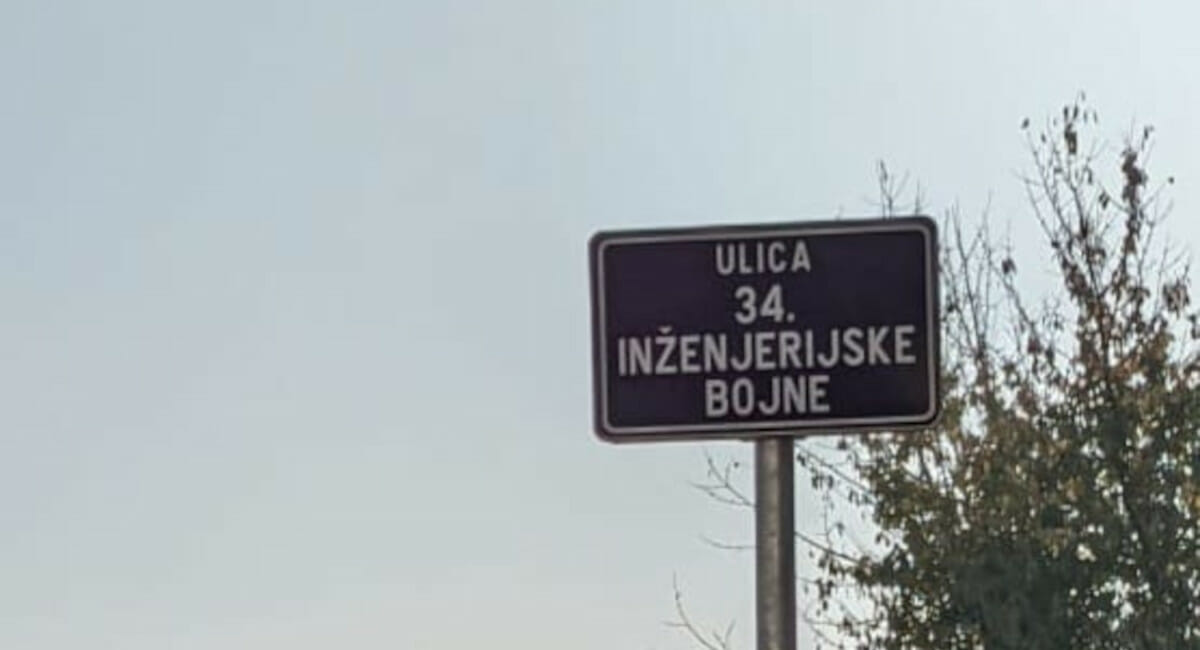 ULICA
34.
INŽENJERIJSKE
BOJNE